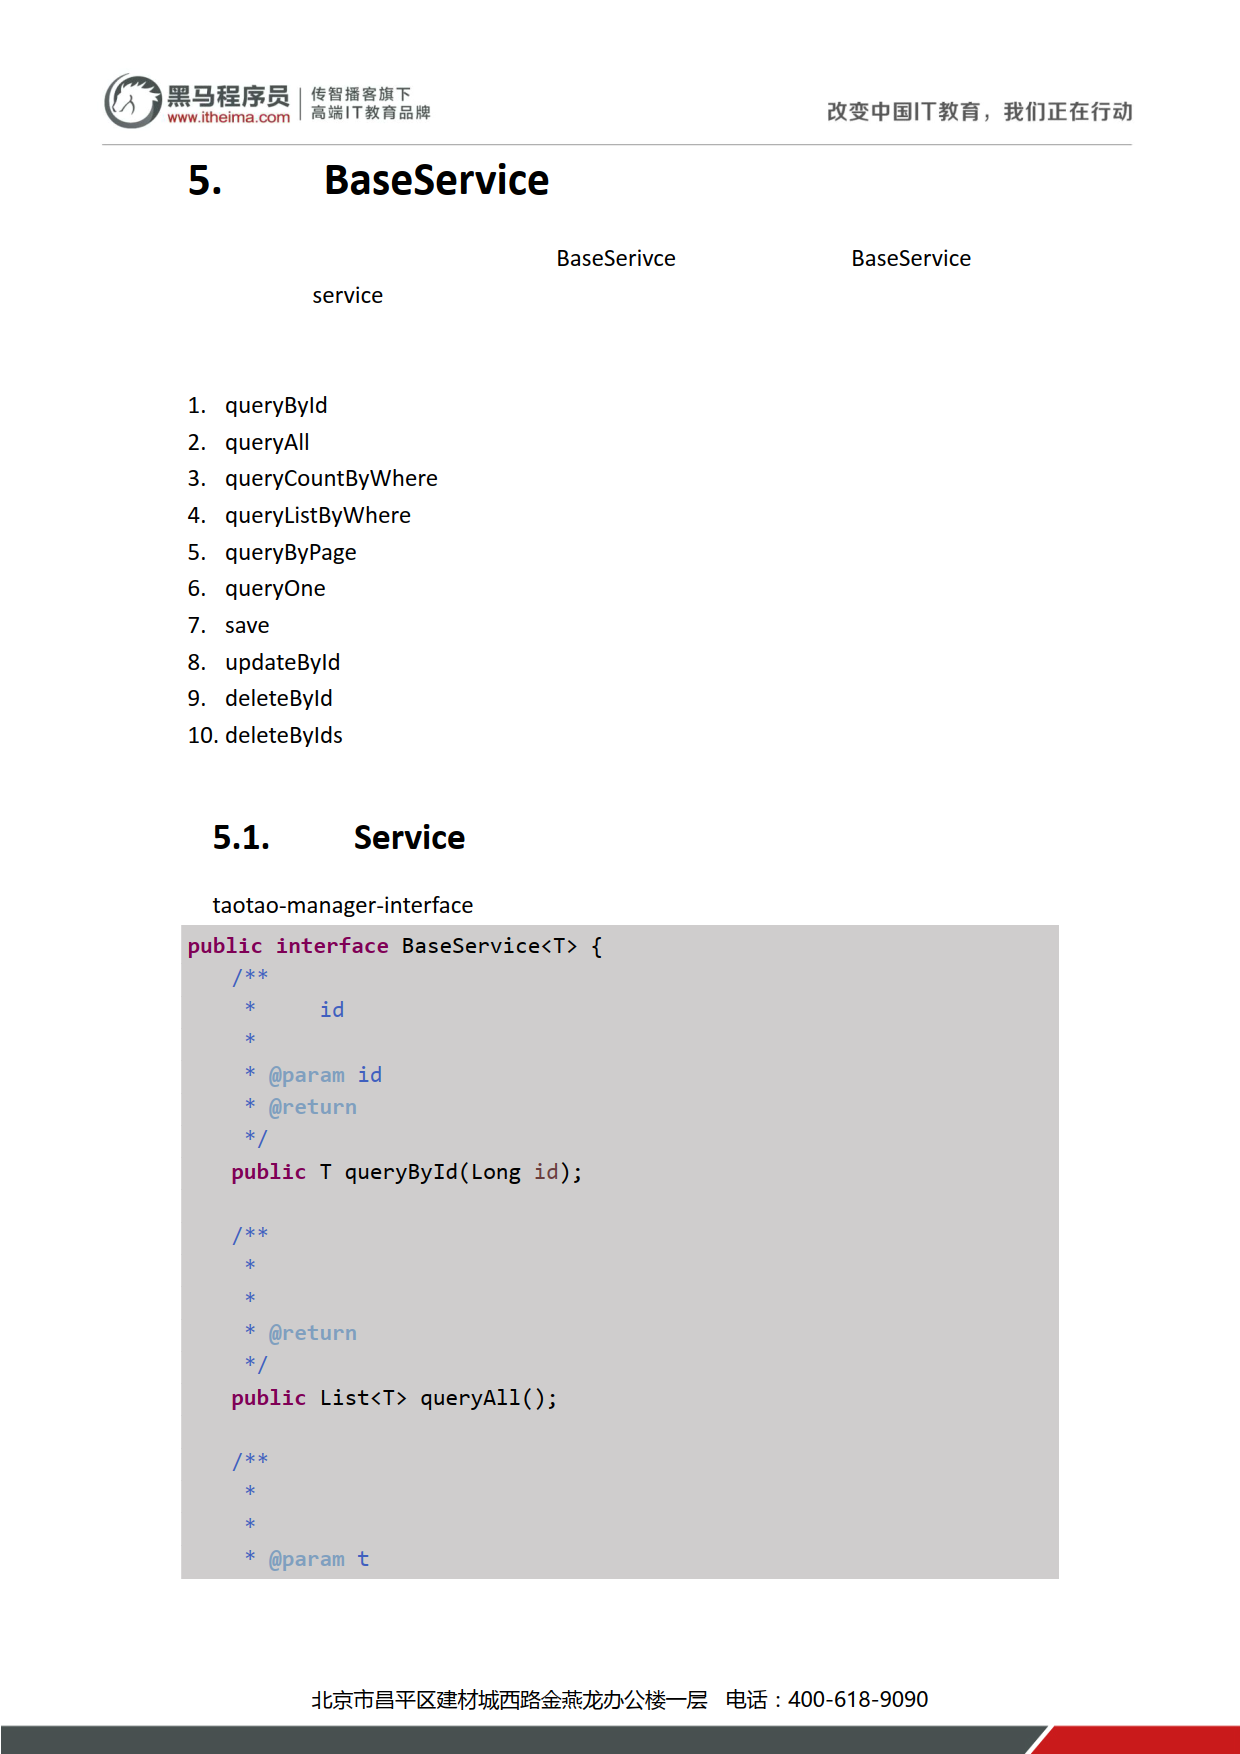 黑马程序员 传智播客旗下
www.itheima.com 高端IT教育品牌
改变中国IT教育，我们正在行动
5. BaseService
BaseSerivce BaseService
service
1. queryById
2. queryAll
3. queryCountByWhere
4. queryListByWhere
5. queryByPage
6. queryOne
7. save
8. updateById
9. deleteById
10. deleteByIds
5.1. Service
taotao-manager-interface
public interface BaseService<T> {
/**
* id
*
* @param id
* @return
*/
public T queryById(Long id);
/**
*
*
* @return
*/
public List<T> queryAll();
/**
*
*
* @param t
北京市昌平区建材城西路金燕龙办公楼一层 电话：400-618-9090